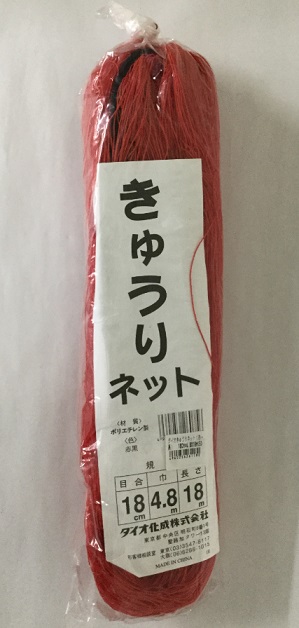 きゅうり
ネット
〈材質〉
ポリエチレン製
〈色〉
赤黒
規
目合 巾 長さ
18cm 4.8m 18m
ダイオ化成株式会社
MADE IN CHINA